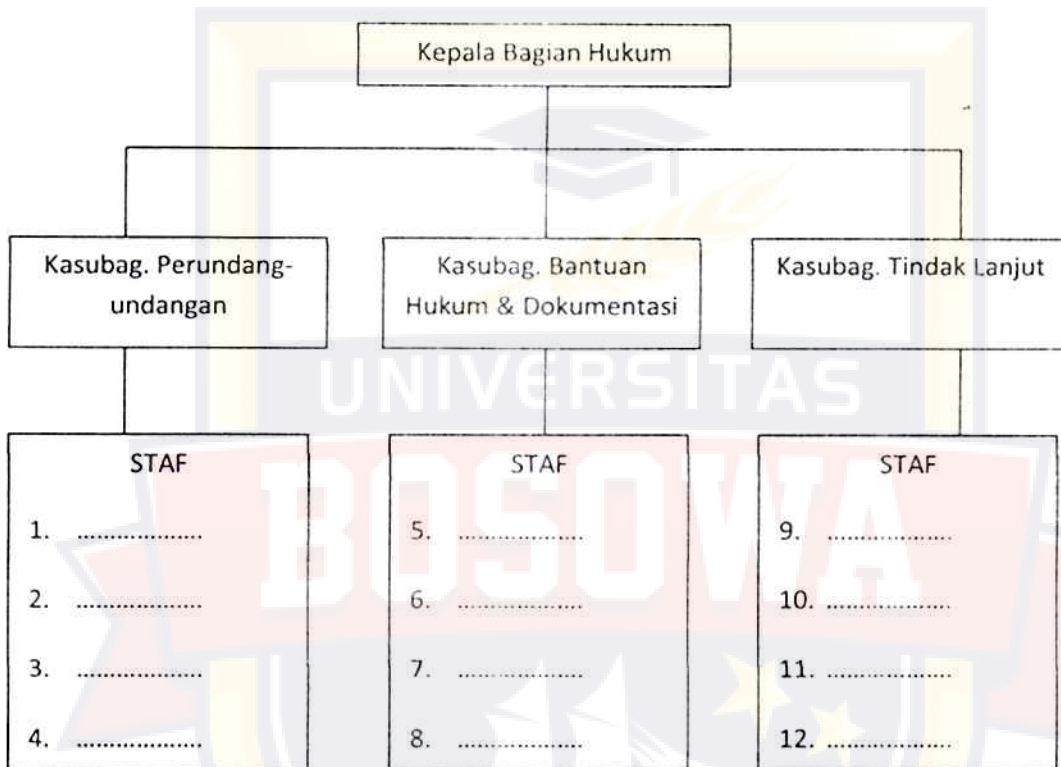 Kepala Bagian Hukum
Kasubag. Perundang-
undangan
Kasubag. Bantuan
Hukum & Dokumentasi
Kasubag. Tindak Lanjut
UNIVERSITAS
BOSOWA
STAF
1. ....................
2. ....................
3. ....................
4. ....................
STAF
5. ....................
6. ....................
7. ....................
8. ....................
STAF
9. ....................
10. ....................
11. ....................
12. ....................